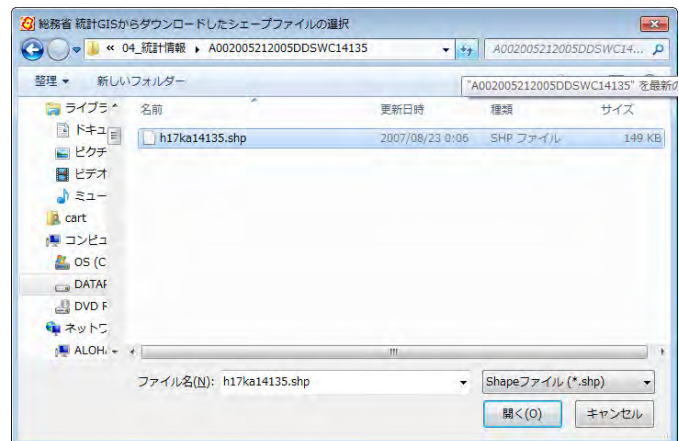 総務省 統計GISからダウンロードしたシェープファイルの選択
« 04_統計情報 ▸ A002005212005DDSWC14135
A002005212005DDSWC14...
整理 新しいフォルダー
"A002005212005DDSWC14135" を最新の
ライブラ
ドキュ
ピクチ
ビデオ
ミュー
cart
コンピュ
OS (C
DATAF
DVD F
ネットワ
ALOH
名前 更新日時 種類 サイズ
h17ka14135.shp 2007/08/23 0:06 SHP ファイル 149 KB
ファイル名(N): h17ka14135.shp
Shapeファイル (*.shp)
開く(O) キャンセル